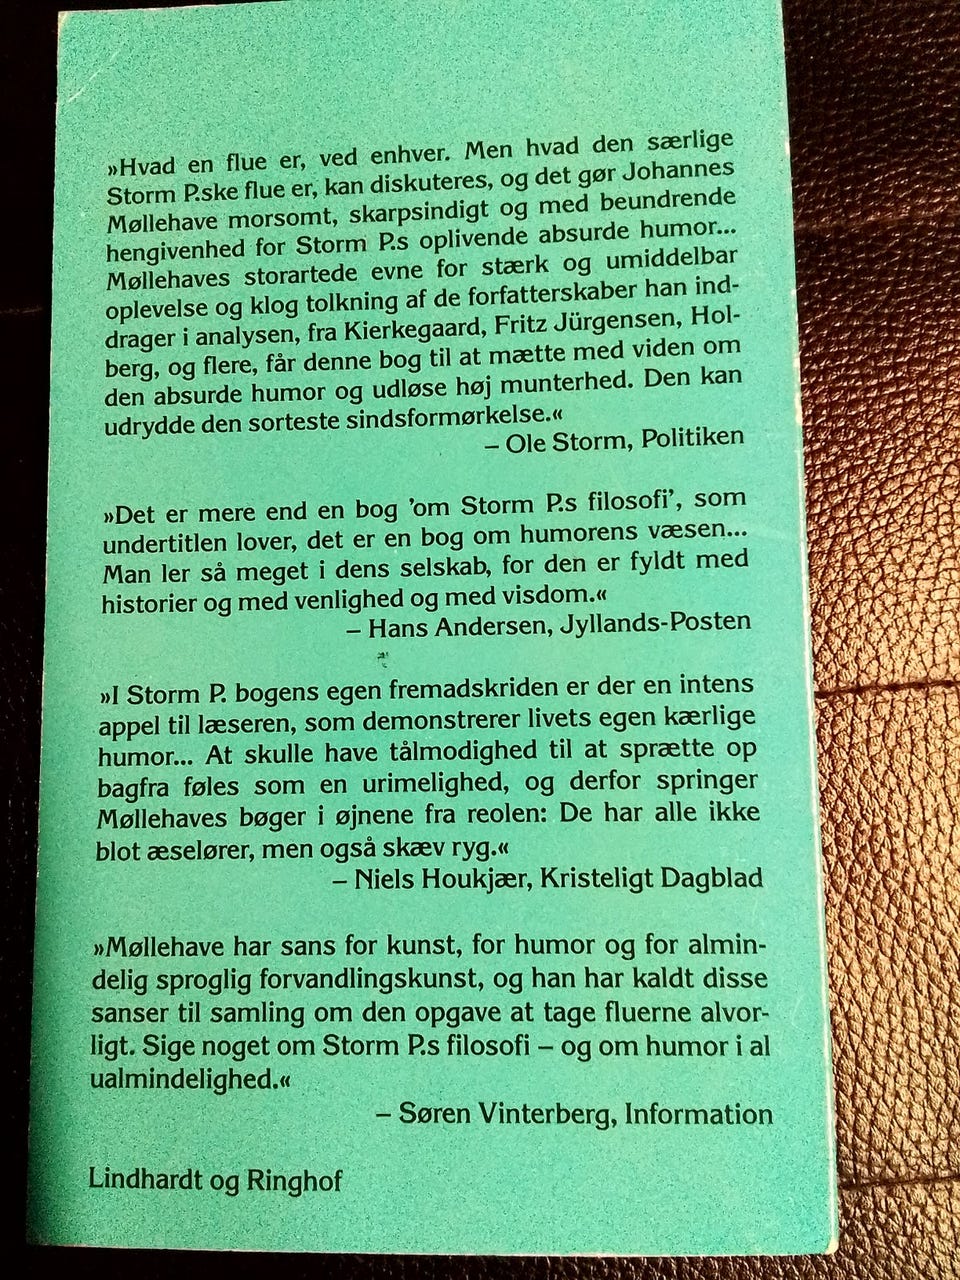 »Hvad en flue er, ved enhver. Men hvad den særlige
Storm P.ske flue er, kan diskuteres, og det gør Johannes
Møllehave morsomt, skarpsindigt og med beundrende
hengivenhed for Storm P.s oplivende absurde humor...
Møllehaves storartede evne for stærk og umiddelbar
oplevelse og klog tolkning af de forfatterskaber han ind-
drager i analysen, fra Kierkegaard, Fritz Jürgensen, Hol-
berg, og flere, får denne bog til at mætte med viden om
den absurde humor og udløse høj munterhed. Den kan
udrydde den sorteste sindsformørkelse.«
– Ole Storm, Politiken
»Det er mere end en bog 'om Storm P.s filosofi', som
undertitlen lover, det er en bog om humorens væsen...
Man ler så meget i dens selskab, for den er fyldt med
historier og med venlighed og med visdom.«
– Hans Andersen, Jyllands-Posten
»I Storm P. bogens egen fremadskriden er der en intens
appel til læseren, som demonstrerer livets egen kærlige
humor... At skulle have tålmodighed til at sprætte op
bagfra føles som en urimelighed, og derfor springer
Møllehaves bøger i øjnene fra reolen: De har alle ikke
blot æselører, men også skæv ryg.«
– Niels Houkjær, Kristeligt Dagblad
»Møllehave har sans for kunst, for humor og for almin-
delig sproglig forvandlingskunst, og han har kaldt disse
sanser til samling om den opgave at tage fluerne alvor-
ligt. Sige noget om Storm P.s filosofi – og om humor i al
ualmindelighed.«
– Søren Vinterberg, Information
Lindhardt og Ringhof